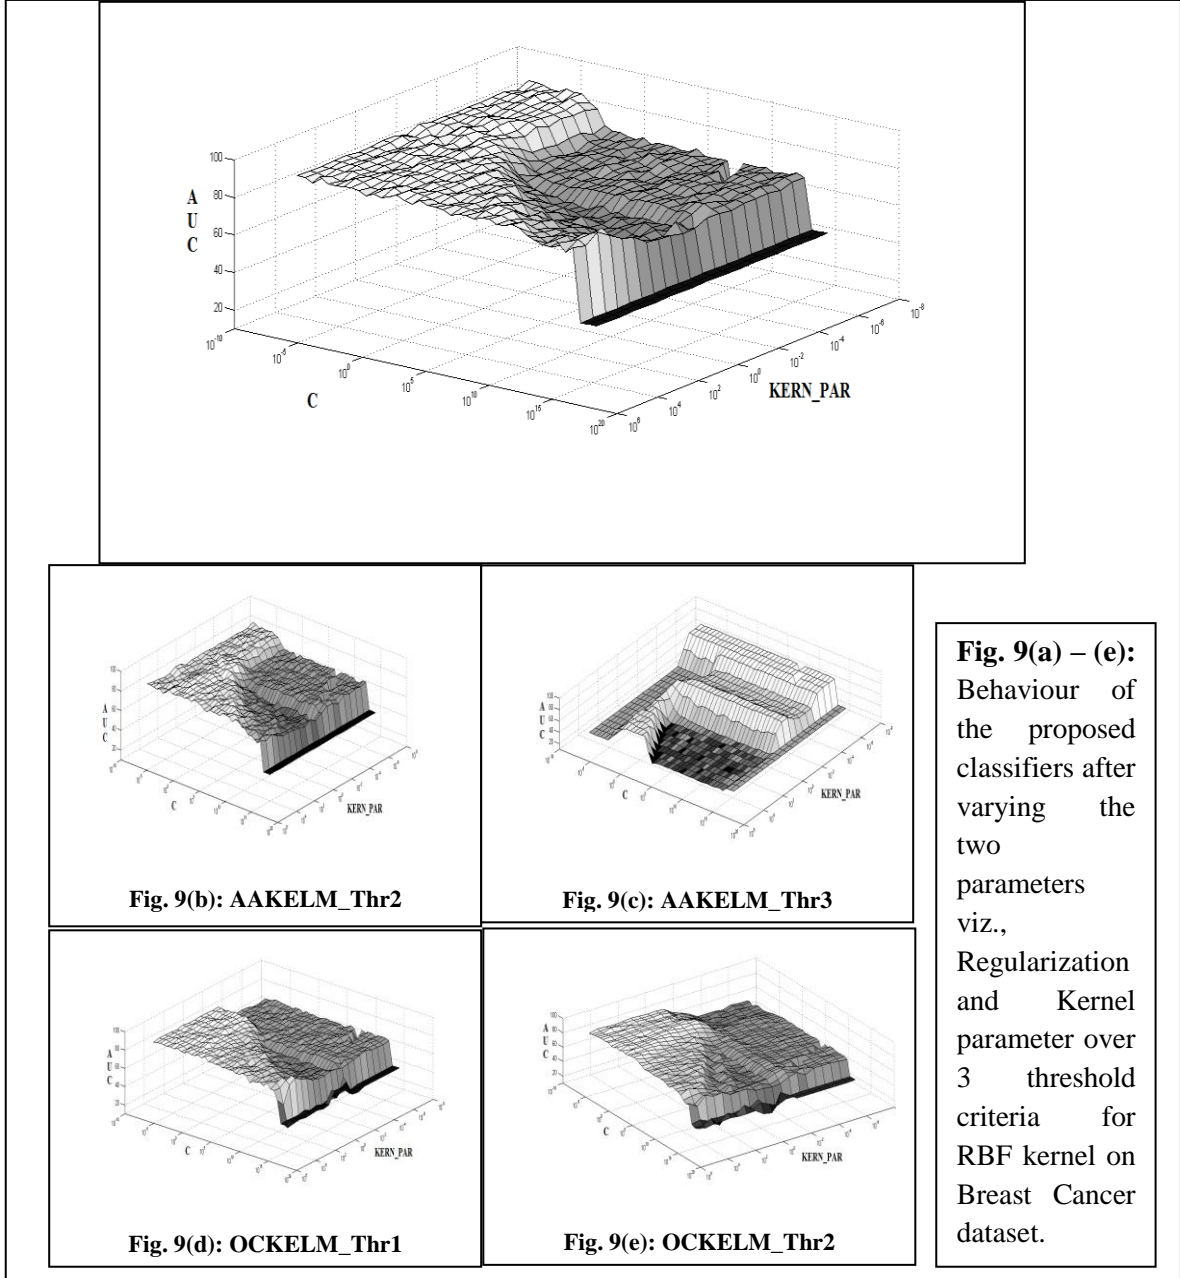 100
80
60
40
20
A
U
C
10^-10
10^-5
10^0
10^5
10^10
10^15
10^20
C
10^6
10^4
10^2
10^0
10^-2
10^-4
10^-6
10^-8
KERN_PAR
A
U
C
C
KERN_PAR
Fig. 9(b): AAKELM_Thr2
A
U
C
C
KERN_PAR
Fig. 9(c): AAKELM_Thr3
A
U
C
C
KERN_PAR
Fig. 9(d): OCKELM_Thr1
A
U
C
C
KERN_PAR
Fig. 9(e): OCKELM_Thr2
Fig. 9(a) – (e):
Behaviour of
the proposed
classifiers after
varying the
two
parameters
viz.,
Regularization
and Kernel
parameter over
3 threshold
criteria for
RBF kernel on
Breast Cancer
dataset.